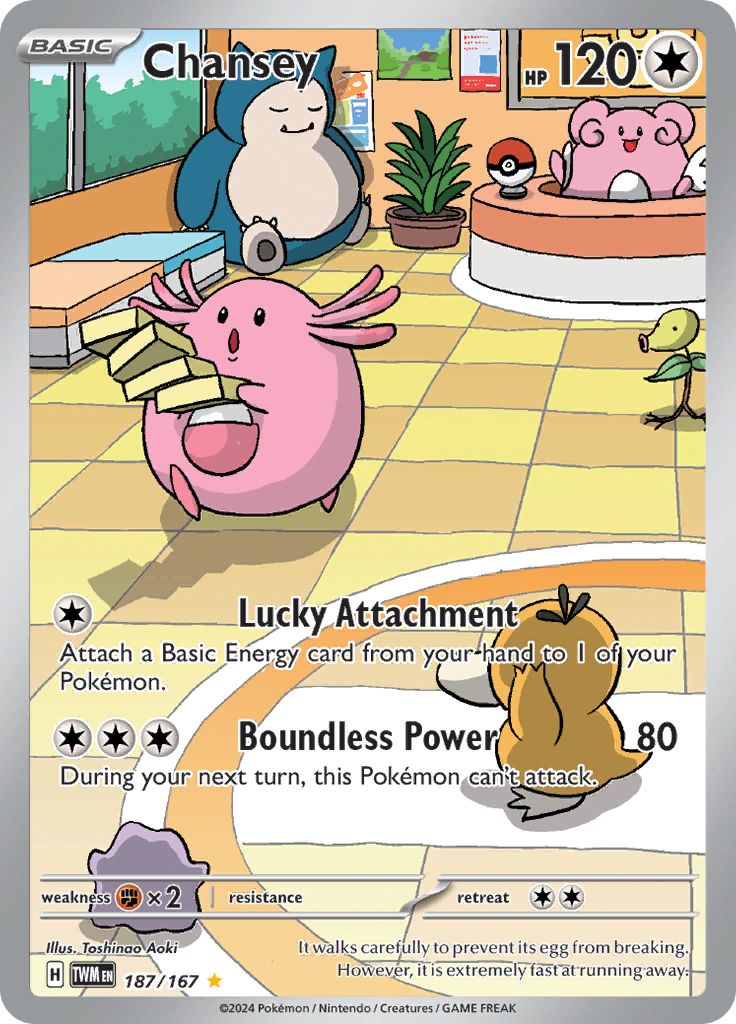 BASIC
Chansey
HP 120
Lucky Attachment
Attach a Basic Energy card from your hand to 1 of your
Pokémon.
Boundless Power 80
During your next turn, this Pokémon can't attack.
weakness ×2 resistance retreat
Illus. Toshinao Aoki
It walks carefully to prevent its egg from breaking.
However, it is extremely fast at running away.
H TWM EN 187/167
©2024 Pokémon / Nintendo / Creatures / GAME FREAK